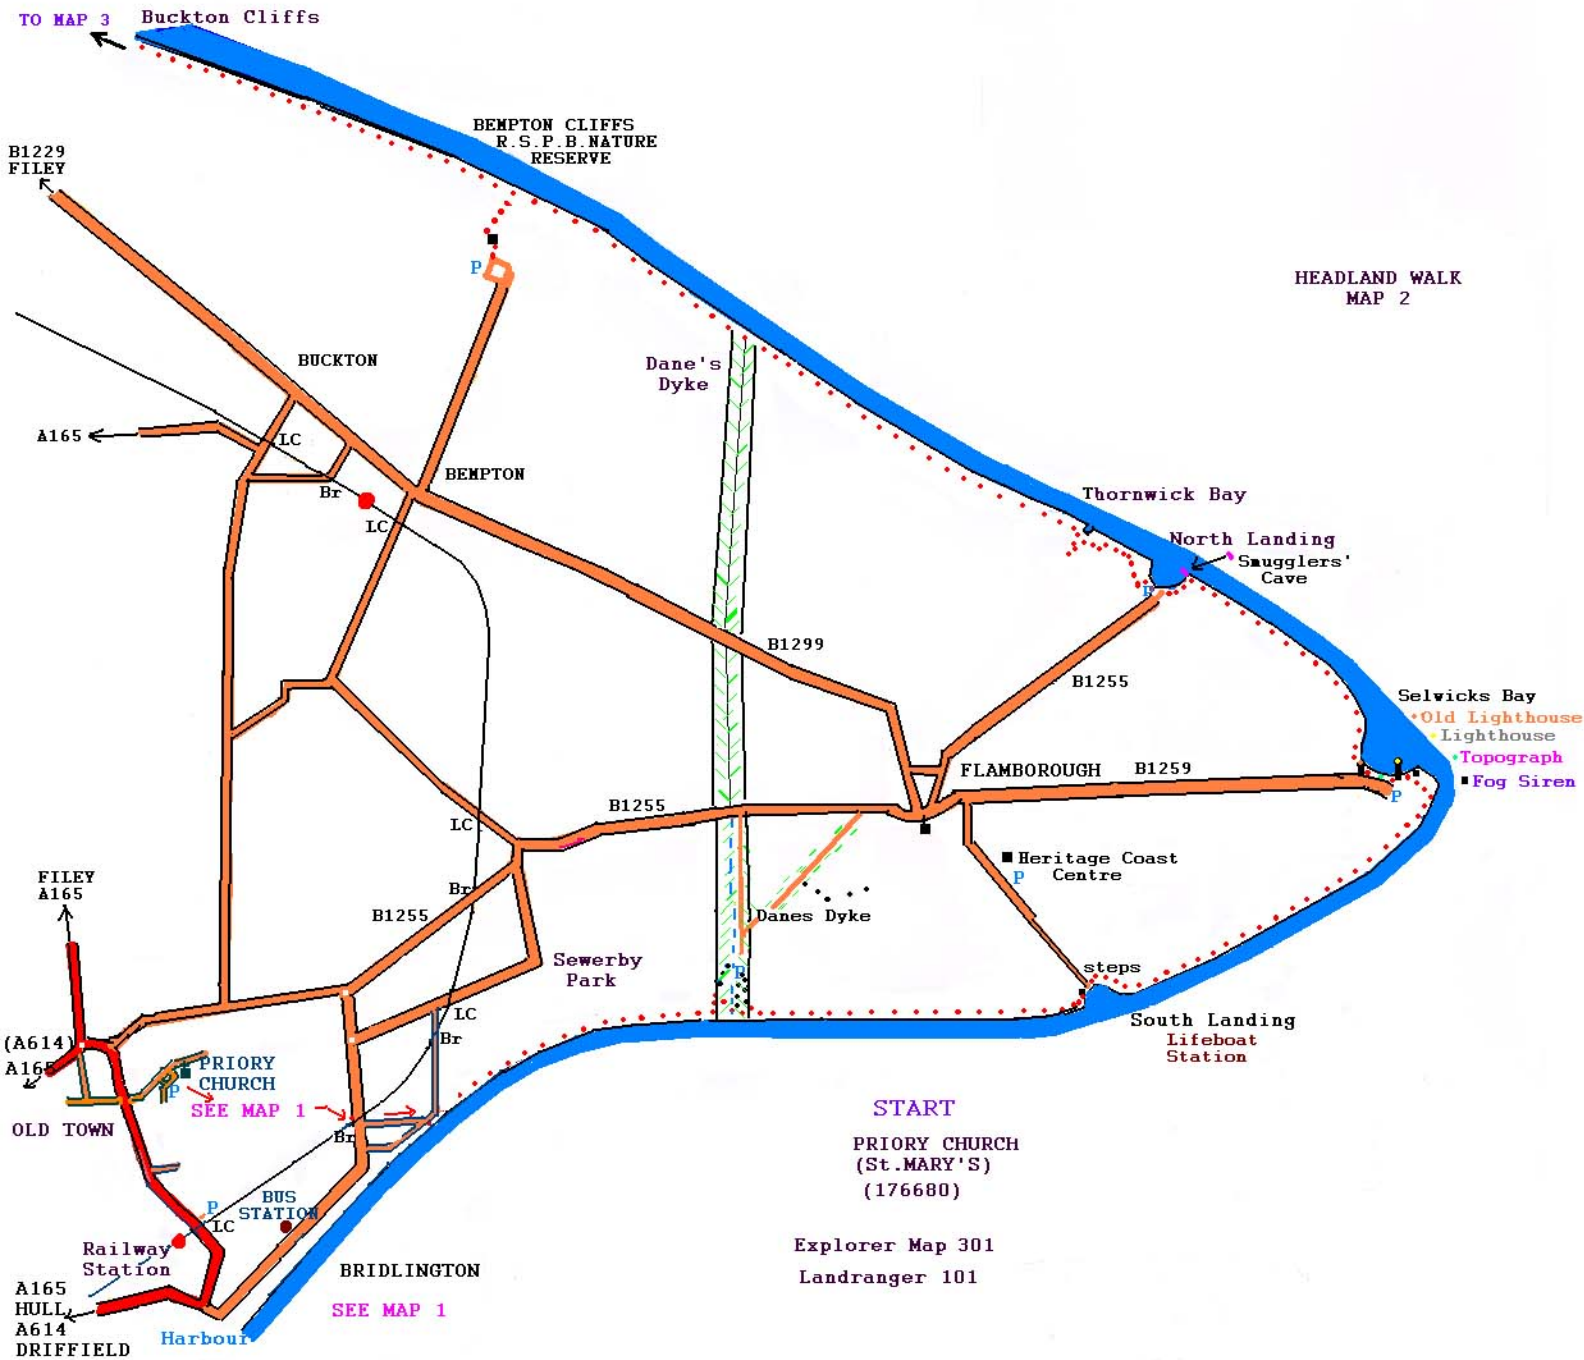 TO MAP 3
Buckton Cliffs
BEMPTON CLIFFS
R.S.P.B.NATURE
RESERVE
B1229
FILEY
HEADLAND WALK
MAP 2
P
BUCKTON
Dane's
Dyke
A165
LC
BEMPTON
Br
LC
Thornwick Bay
North Landing
Smugglers'
Cave
P
B1299
B1255
Selwicks Bay
Old Lighthouse
Lighthouse
Topograph
Fog Siren
FLAMBOROUGH
B1259
P
B1255
LC
Heritage Coast
Centre
P
FILEY
A165
Br
B1255
Danes Dyke
Sewerby
Park
P
steps
LC
South Landing
Lifeboat
Station
(A614)
A165
Br
PRIORY
CHURCH
P
SEE MAP 1
OLD TOWN
Br
START
PRIORY CHURCH
(St.MARY'S)
(176680)
P
BUS
STATION
LC
Railway
Station
Explorer Map 301
Landranger 101
BRIDLINGTON
SEE MAP 1
A165
HULL
A614
DRIFFIELD
Harbour